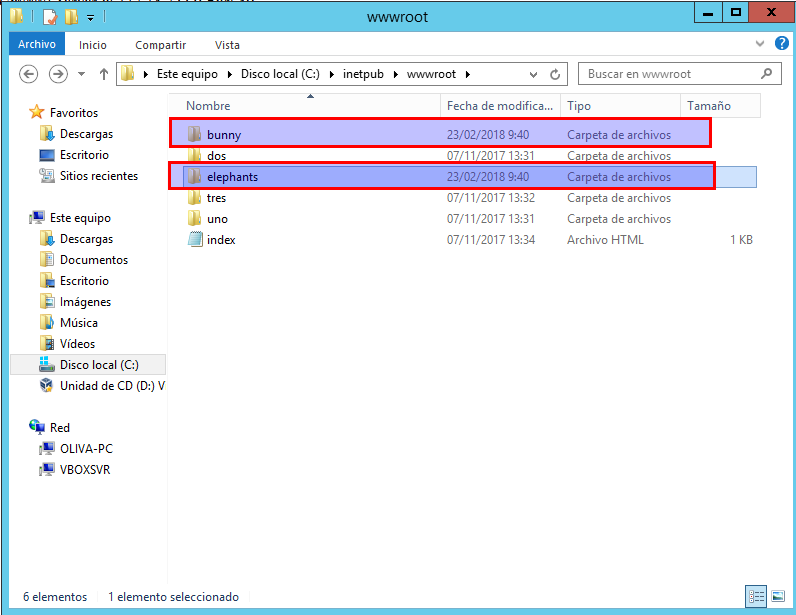 wwwroot
Archivo Inicio Compartir Vista
Este equipo Disco local (C:) inetpub wwwroot Buscar en wwwroot
Nombre Fecha de modifica... Tipo Tamaño
bunny 23/02/2018 9:40 Carpeta de archivos
dos 07/11/2017 13:31 Carpeta de archivos
elephants 23/02/2018 9:40 Carpeta de archivos
tres 07/11/2017 13:32 Carpeta de archivos
uno 07/11/2017 13:31 Carpeta de archivos
index 07/11/2017 13:34 Archivo HTML 1 KB
Favoritos
Descargas
Escritorio
Sitios recientes
Este equipo
Descargas
Documentos
Escritorio
Imágenes
Música
Vídeos
Disco local (C:)
Unidad de CD (D:) V
Red
OLIVA-PC
VBOXSVR
6 elementos 1 elemento seleccionado